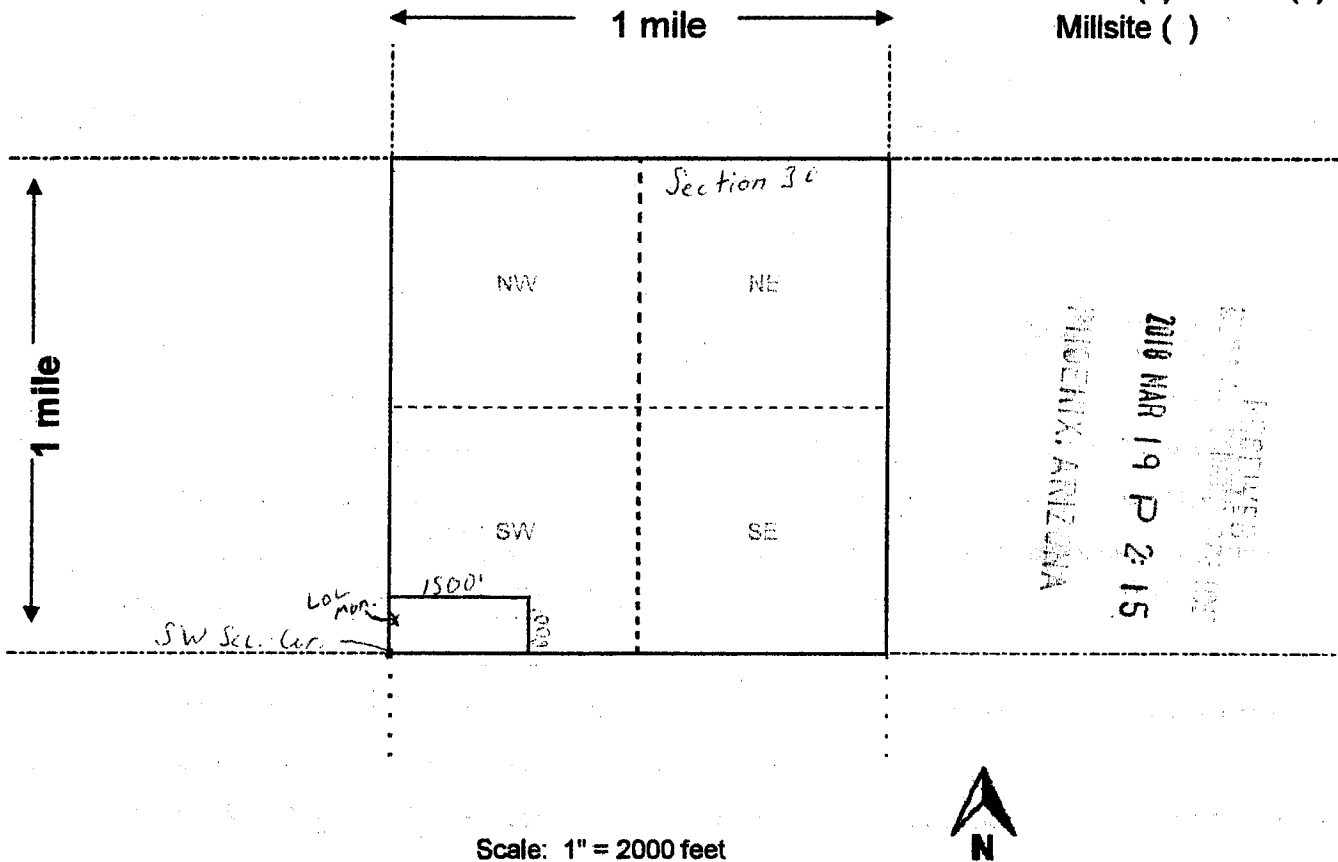 1 mile
Millsite ( )
1 mile
Section 30
NW
NE
SW
SE
1500'
600'
LOC
mon.
SW Sec. Cor.
2018 MAR 19 P 2:15
PHOENIX, ARIZONA
Scale: 1" = 2000 feet
N